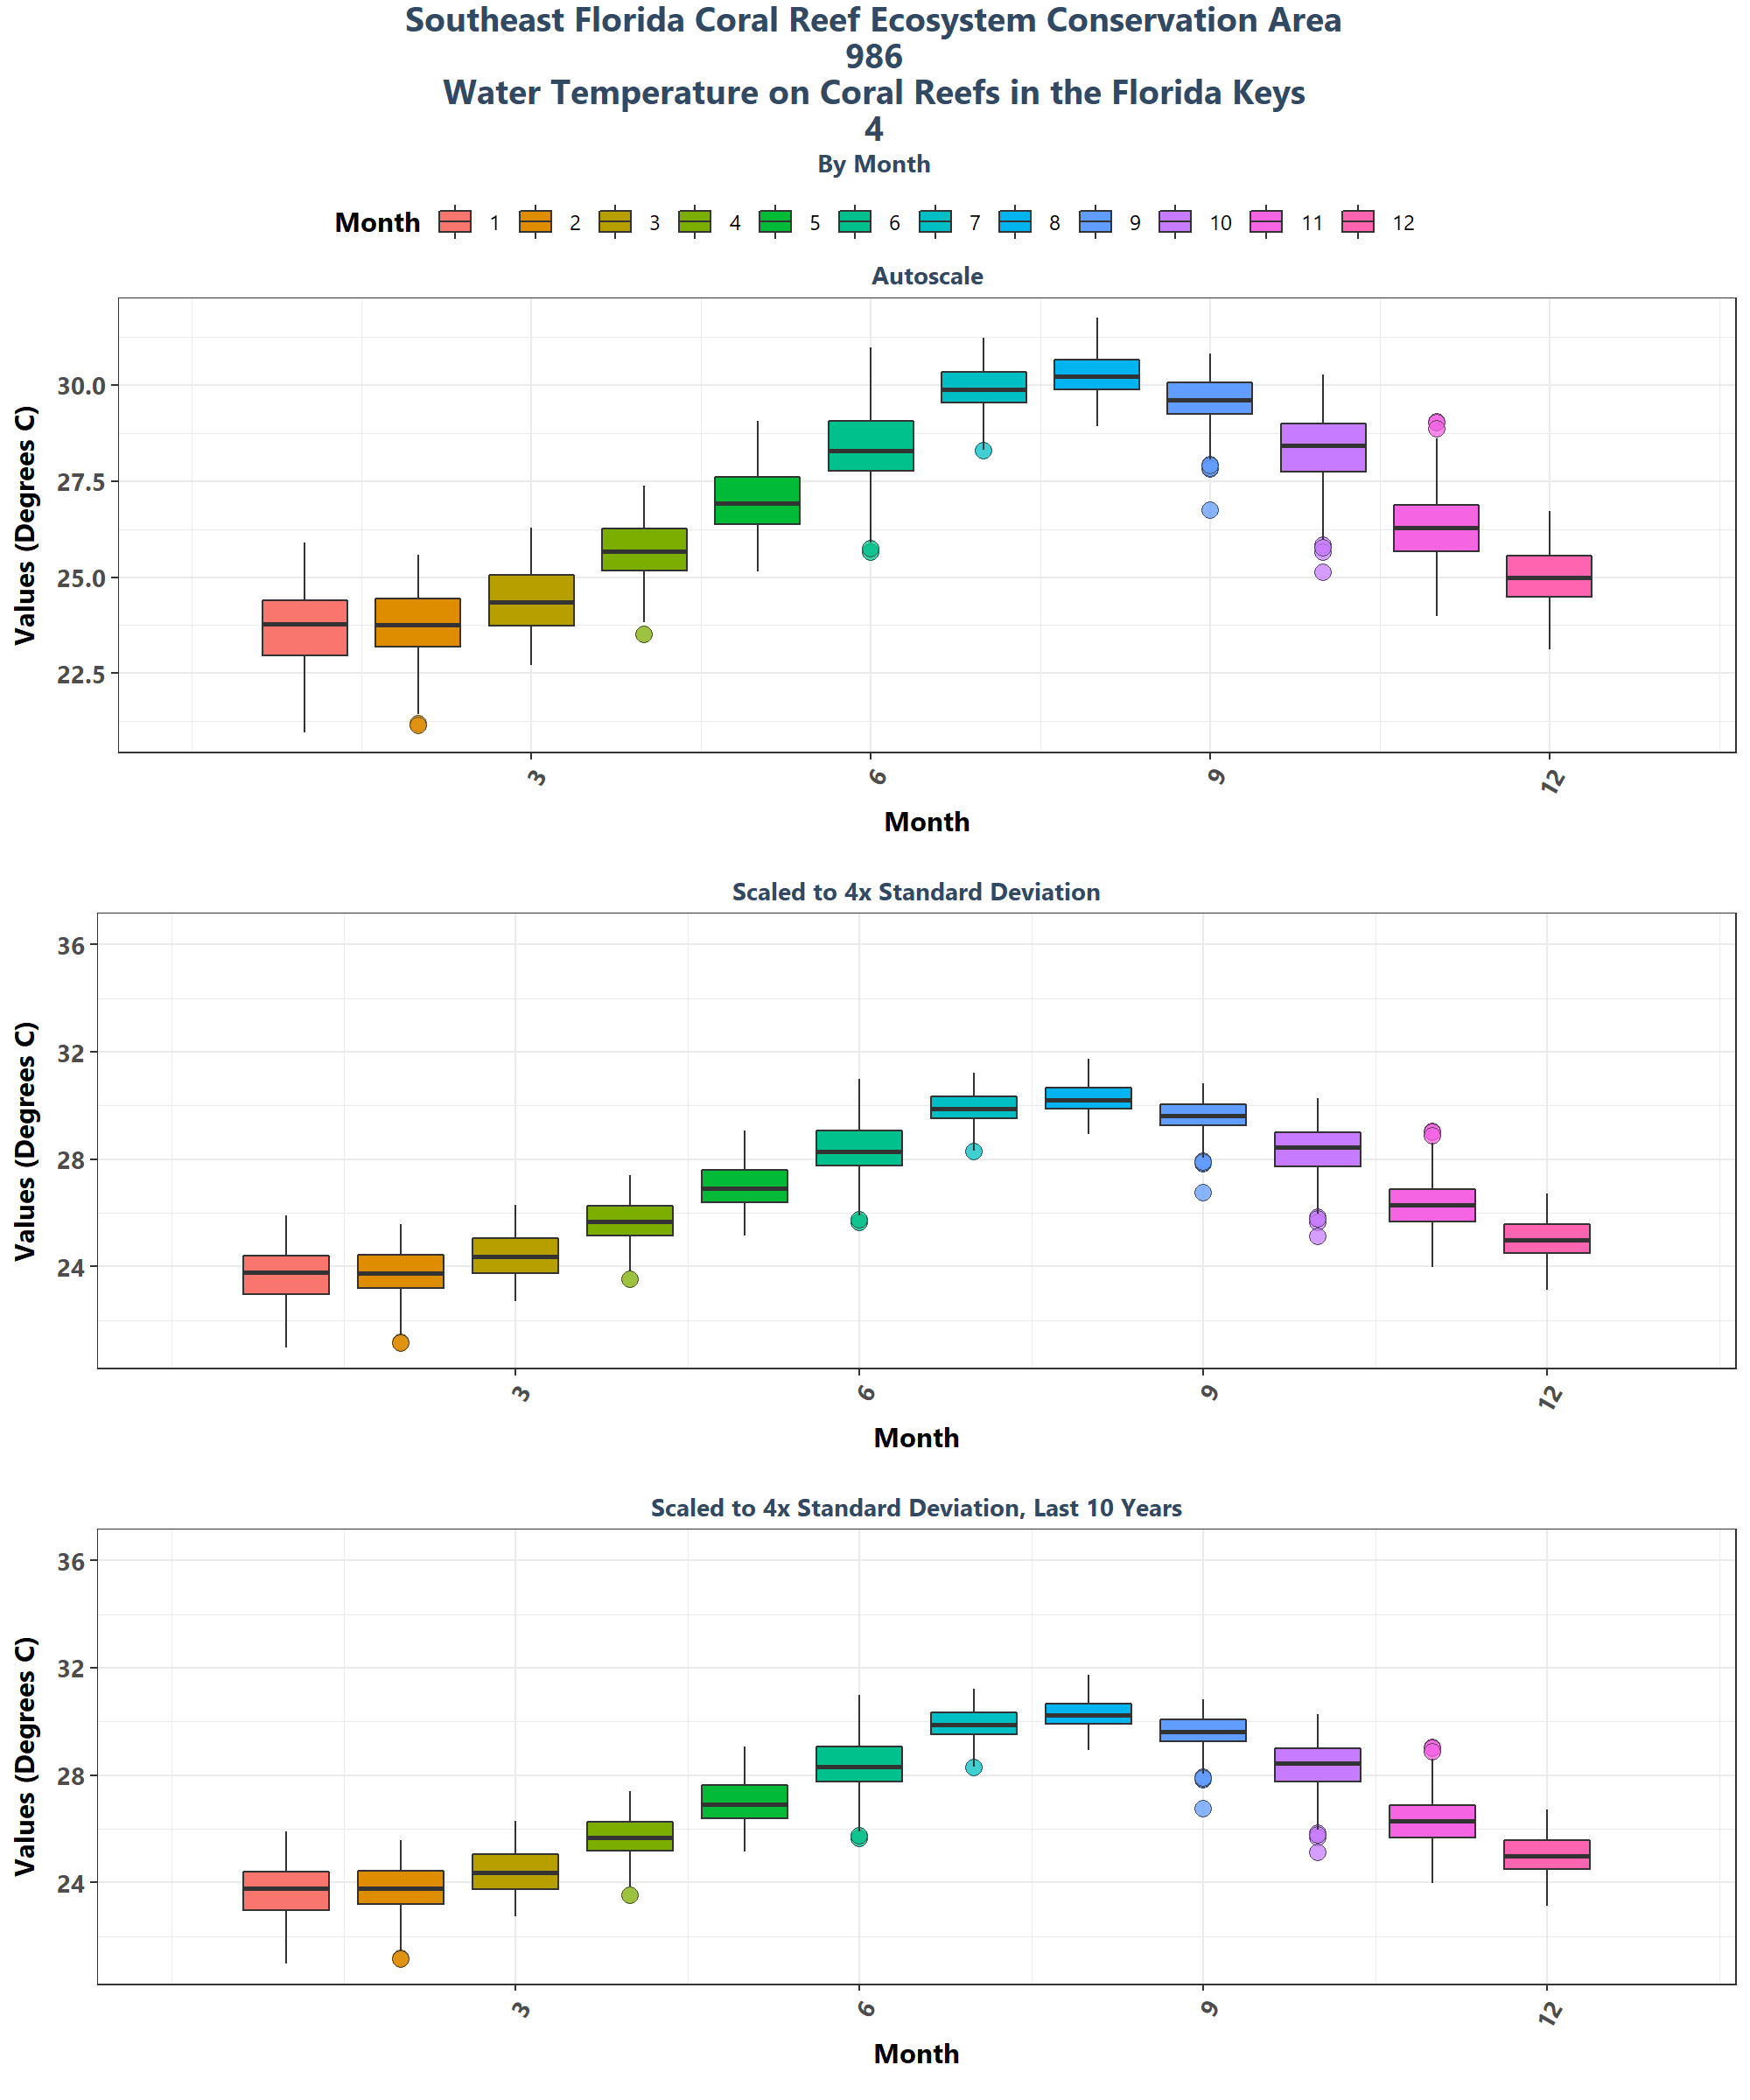 Southeast Florida Coral Reef Ecosystem Conservation Area
986
Water Temperature on Coral Reefs in the Florida Keys
4
By Month
Month 1 2 3 4 5 6 7 8 9 10 11 12
Autoscale
Values (Degrees C)
30.0
27.5
25.0
22.5
3 6 9 12
Month
Scaled to 4x Standard Deviation
Values (Degrees C)
36
32
28
24
3 6 9 12
Month
Scaled to 4x Standard Deviation, Last 10 Years
Values (Degrees C)
36
32
28
24
3 6 9 12
Month